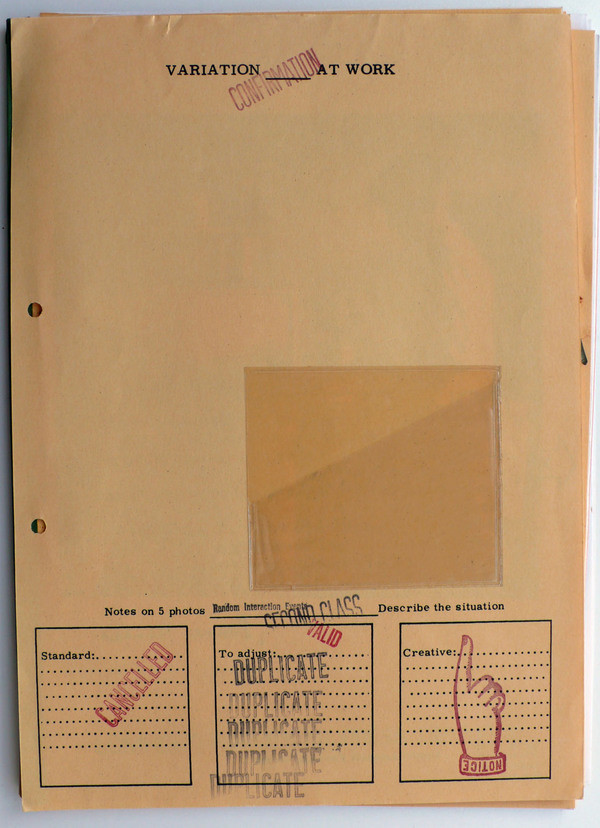 VARIATION ____ AT WORK
CONFIRMATION
Notes on 5 photos Random Interaction Events Describe the situation
SECOND CLASS
VALID
Standard:
CANCELLED
To adjust:
DUPLICATE
DUPLICATE
DUPLICATE
DUPLICATE
DUPLICATE
Creative:
NOTICE